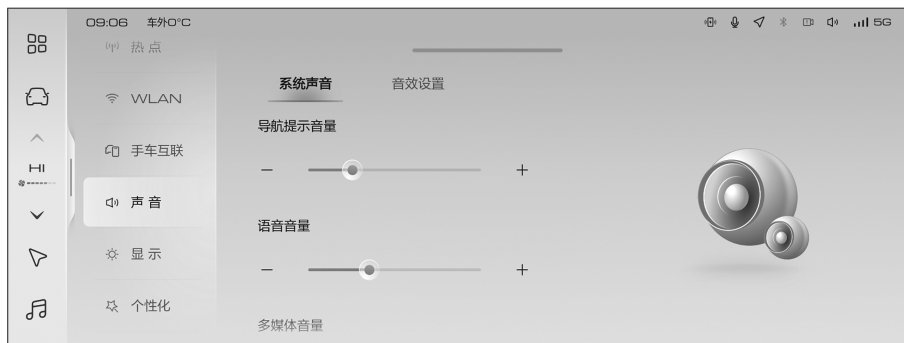 09:06 车外0°C
5G
热点
系统声音 音效设置
WLAN
导航提示音量
手车互联
HI
− +
声音
语音音量
显示
− +
个性化
多媒体音量